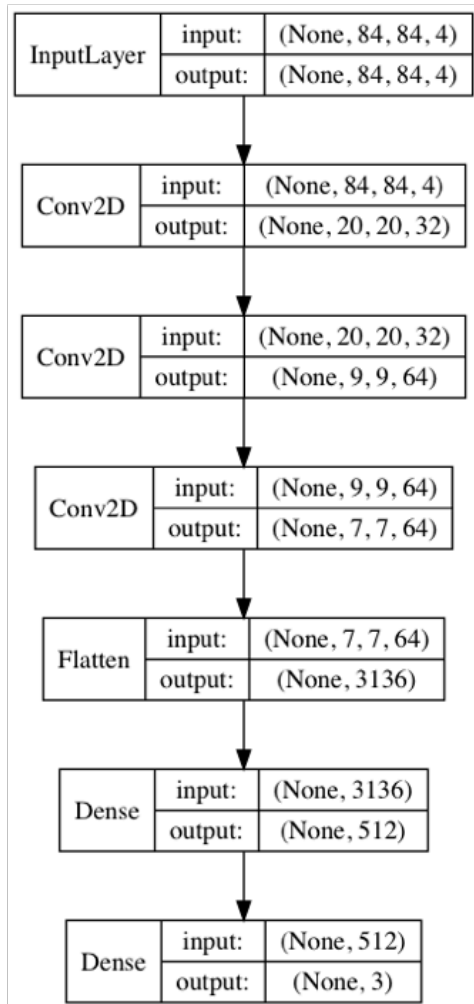 InputLayer
input: (None, 84, 84, 4)
output: (None, 84, 84, 4)
Conv2D
input: (None, 84, 84, 4)
output: (None, 20, 20, 32)
Conv2D
input: (None, 20, 20, 32)
output: (None, 9, 9, 64)
Conv2D
input: (None, 9, 9, 64)
output: (None, 7, 7, 64)
Flatten
input: (None, 7, 7, 64)
output: (None, 3136)
Dense
input: (None, 3136)
output: (None, 512)
Dense
input: (None, 512)
output: (None, 3)